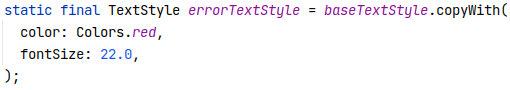 static final TextStyle errorTextStyle = baseTextStyle.copyWith(
  color: Colors.red,
  fontSize: 22.0,
);